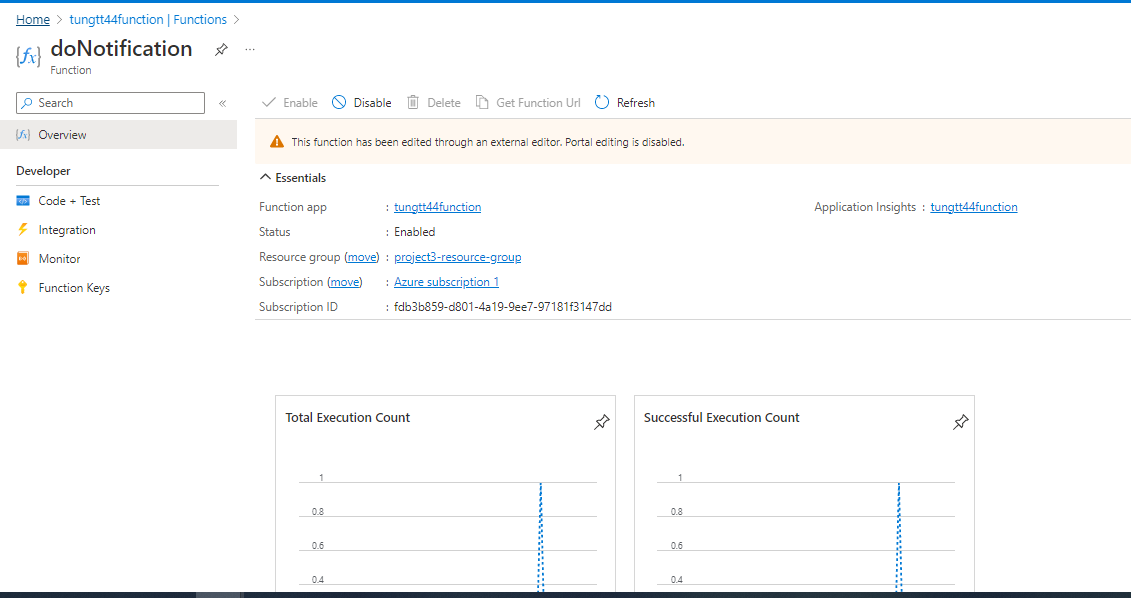 Home > tungtt44function | Functions >
{fx} doNotification ...
Function
Search «
Enable Disable Delete Get Function Url Refresh
{fx} Overview
This function has been edited through an external editor. Portal editing is disabled.
Developer
Code + Test
Integration
Monitor
Function Keys
Essentials
Function app : tungtt44function
Application Insights : tungtt44function
Status : Enabled
Resource group (move) : project3-resource-group
Subscription (move) : Azure subscription 1
Subscription ID : fdb3b859-d801-4a19-9ee7-97181f3147dd
Total Execution Count
1
0.8
0.6
0.4
Successful Execution Count
1
0.8
0.6
0.4